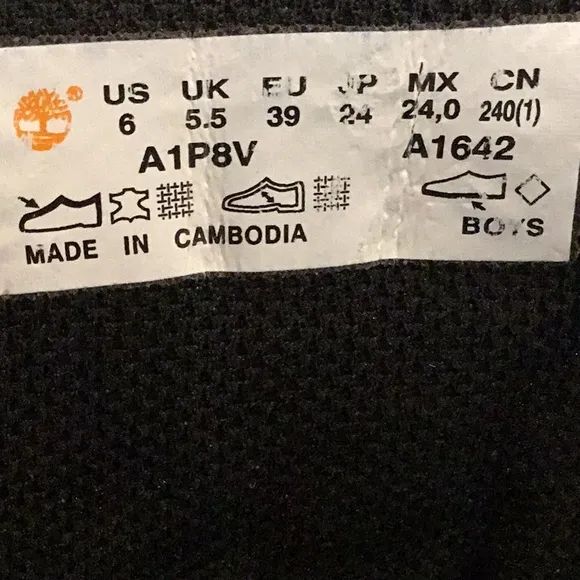 US UK EU JP MX CN
6 5.5 39 24 24,0 240(1)
A1P8V A1642
BOYS
MADE IN CAMBODIA